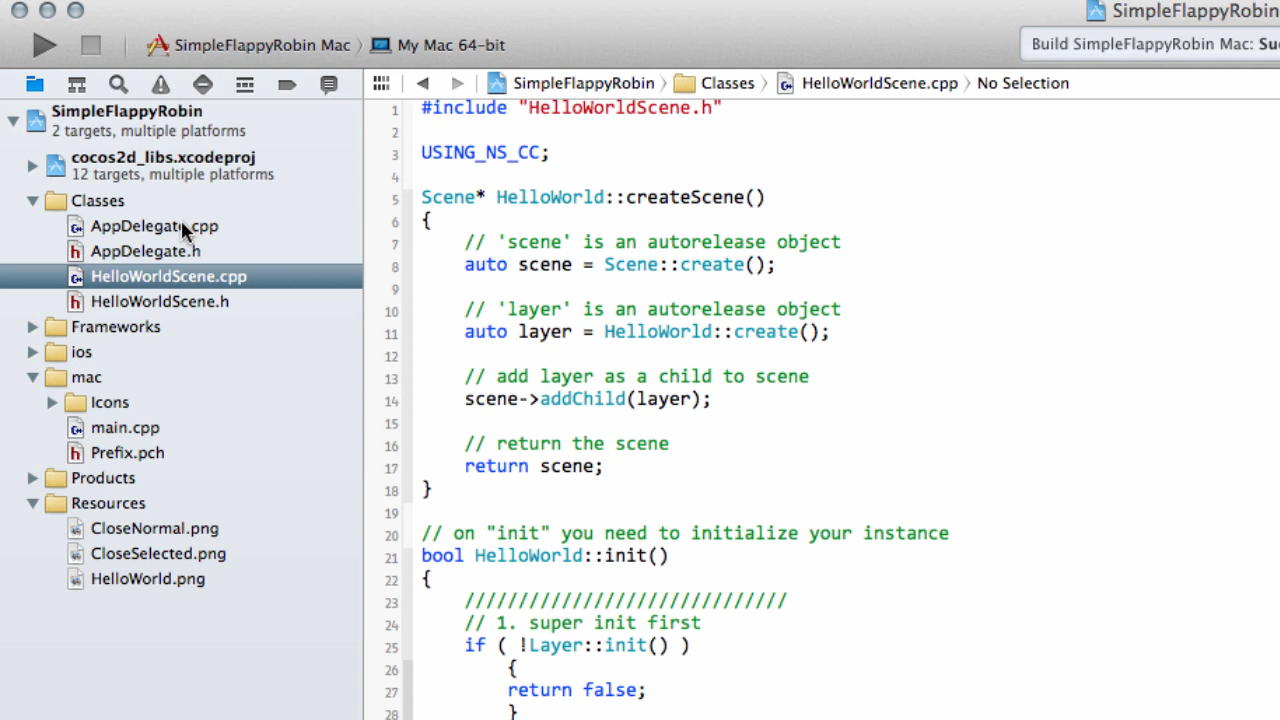 SimpleFlappyRobin
SimpleFlappyRobin Mac
My Mac 64-bit
Build SimpleFlappyRobin Mac:
SimpleFlappyRobin
Classes
HelloWorldScene.cpp
No Selection
SimpleFlappyRobin
2 targets, multiple platforms
cocos2d_libs.xcodeproj
12 targets, multiple platforms
Classes
AppDelegate.cpp
AppDelegate.h
HelloWorldScene.cpp
HelloWorldScene.h
Frameworks
ios
mac
Icons
main.cpp
Prefix.pch
Products
Resources
CloseNormal.png
CloseSelected.png
HelloWorld.png
1 #include "HelloWorldScene.h"
2
3 USING_NS_CC;
4
5 Scene* HelloWorld::createScene()
6 {
7 // 'scene' is an autorelease object
8 auto scene = Scene::create();
9
10 // 'layer' is an autorelease object
11 auto layer = HelloWorld::create();
12
13 // add layer as a child to scene
14 scene->addChild(layer);
15
16 // return the scene
17 return scene;
18 }
19
20 // on "init" you need to initialize your instance
21 bool HelloWorld::init()
22 {
23 //////////////////////////////
24 // 1. super init first
25 if ( !Layer::init() )
26 {
27 return false;
28 }